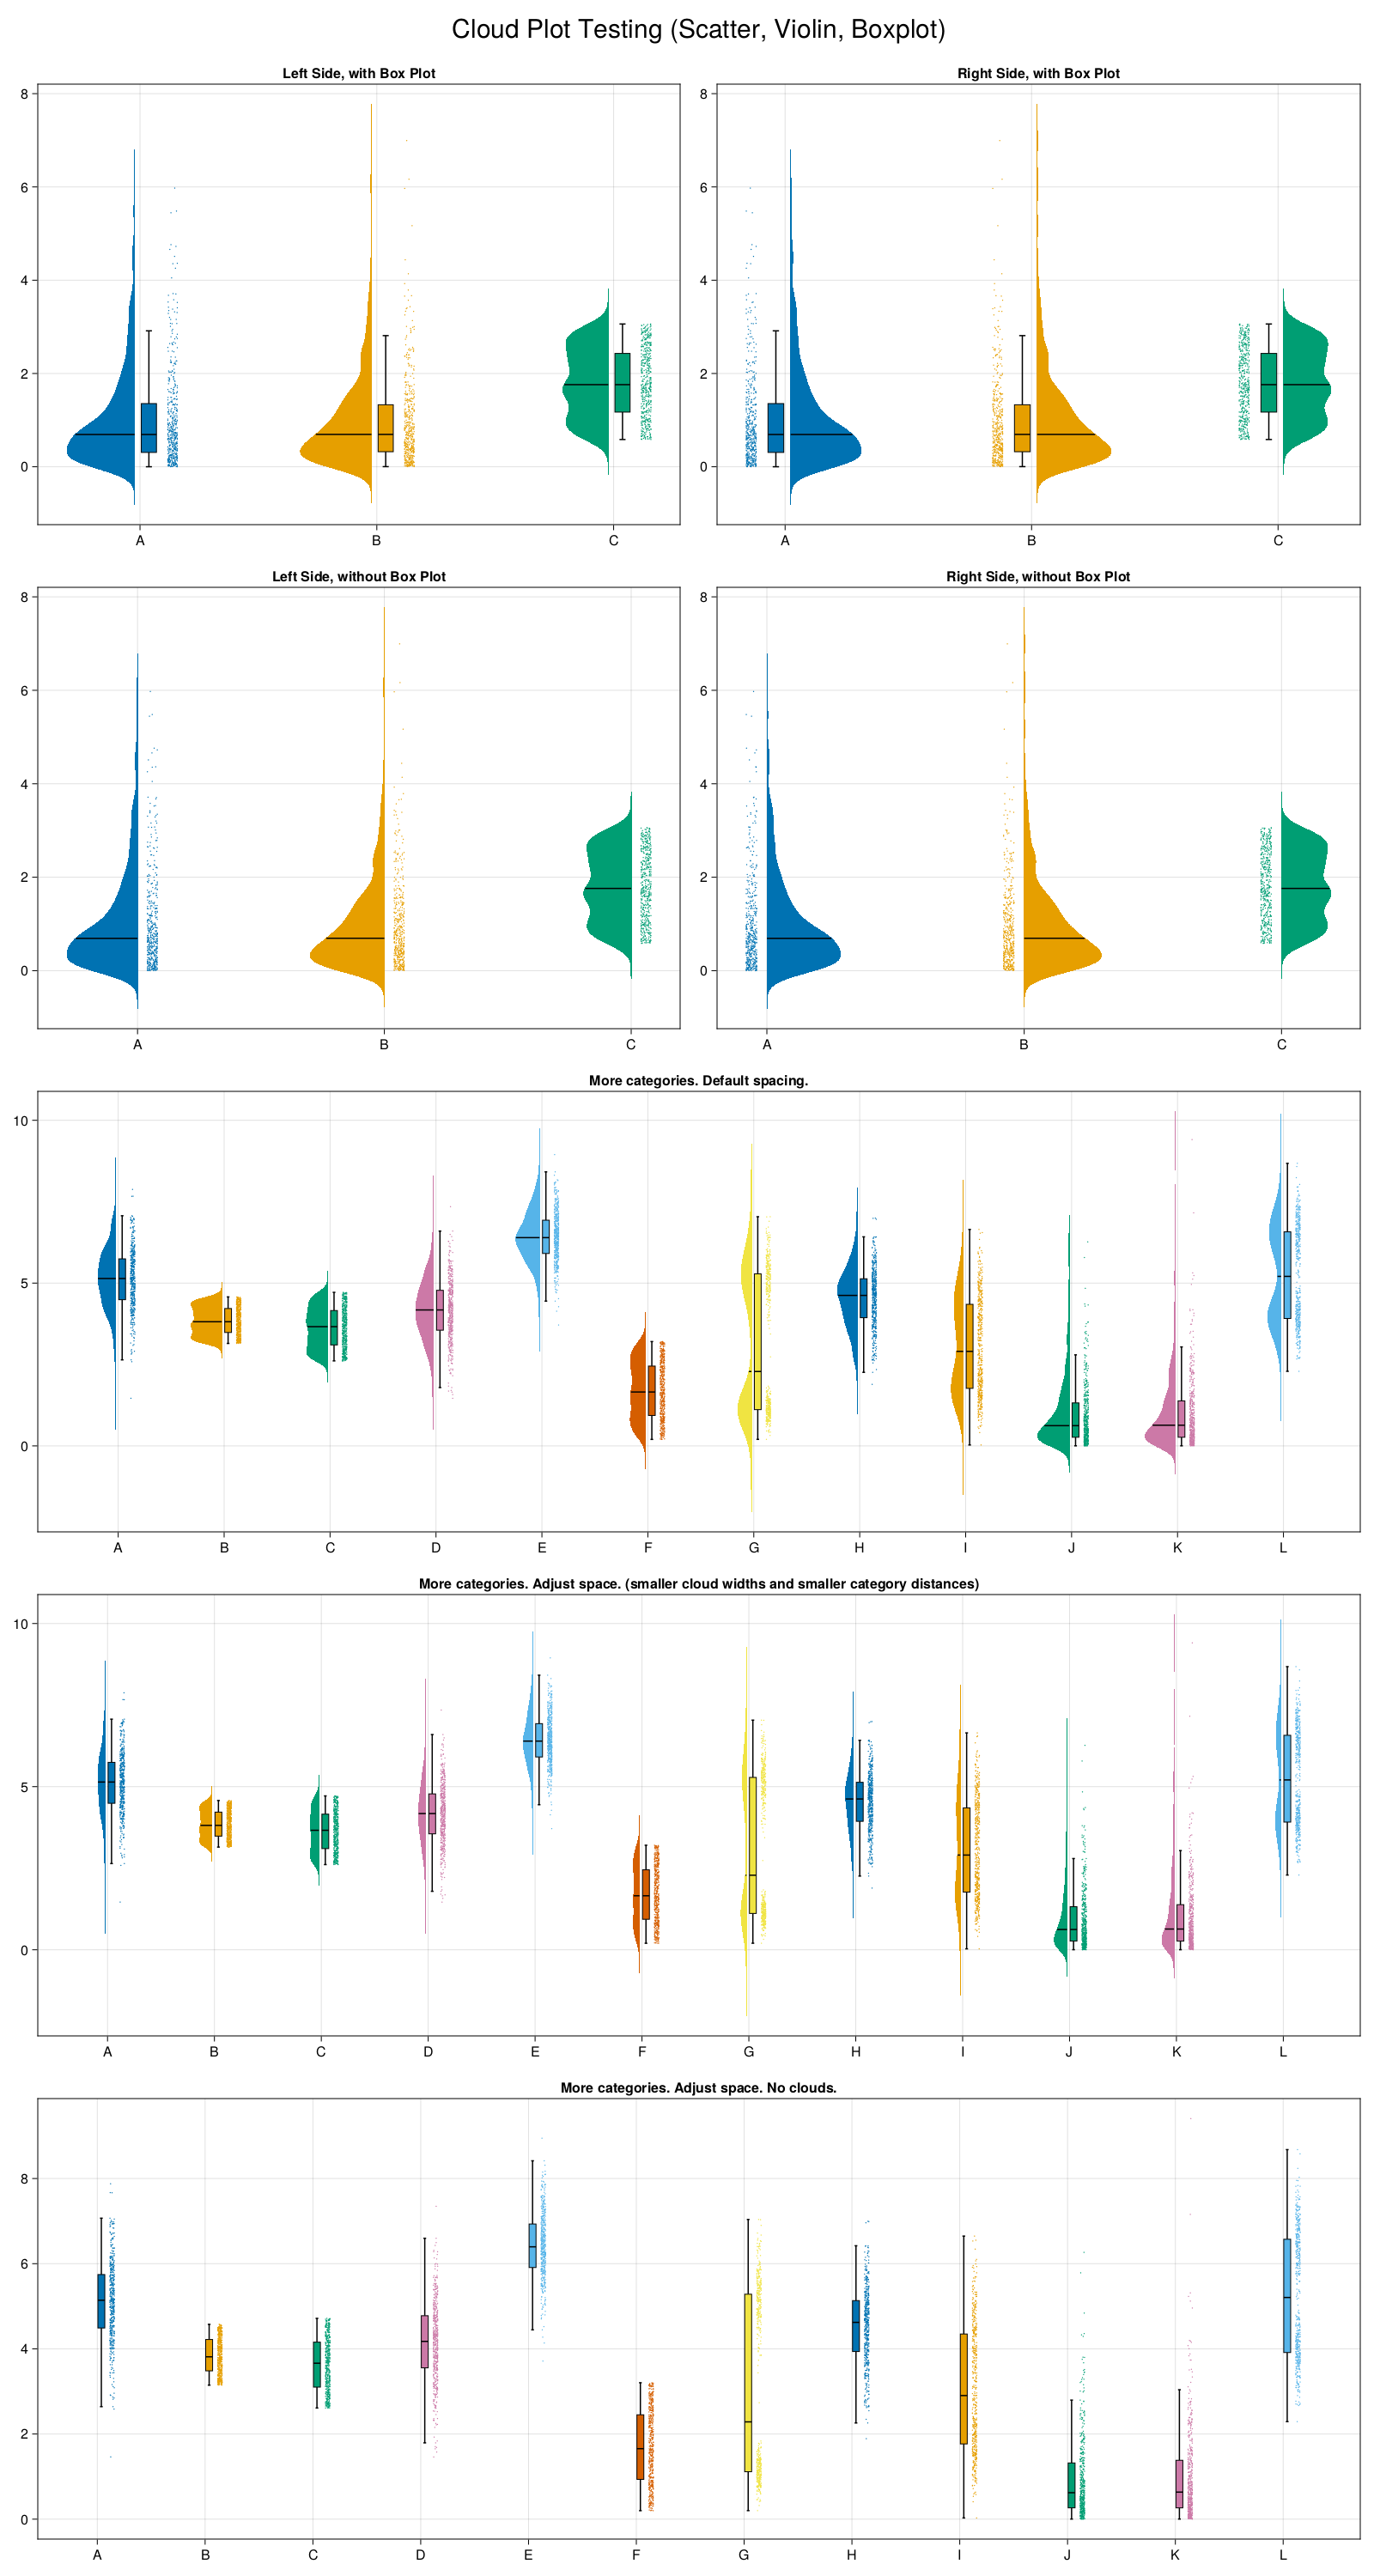 Cloud Plot Testing (Scatter, Violin, Boxplot)
Left Side, with Box Plot
8
6
4
2
0
A B C
Right Side, with Box Plot
8
6
4
2
0
A B C
Left Side, without Box Plot
8
6
4
2
0
A B C
Right Side, without Box Plot
8
6
4
2
0
A B C
More categories. Default spacing.
10
5
0
A B C D E F G H I J K L
More categories. Adjust space. (smaller cloud widths and smaller category distances)
10
5
0
A B C D E F G H I J K L
More categories. Adjust space. No clouds.
8
6
4
2
0
A B C D E F G H I J K L